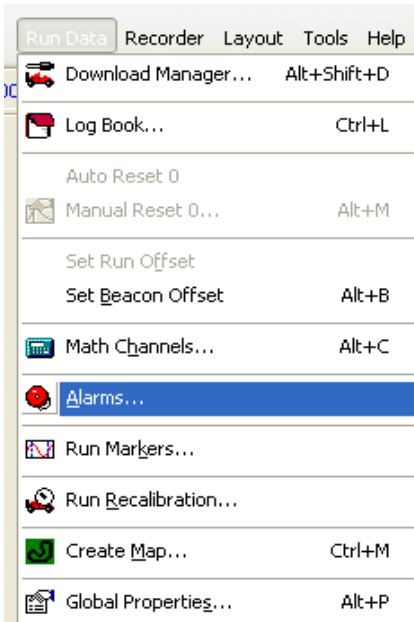 Run Data Recorder Layout Tools Help
Download Manager... Alt+Shift+D
Log Book... Ctrl+L
Auto Reset 0
Manual Reset 0... Alt+M
Set Run Offset
Set Beacon Offset Alt+B
Math Channels... Alt+C
Alarms...
Run Markers...
Run Recalibration...
Create Map... Ctrl+M
Global Properties... Alt+P